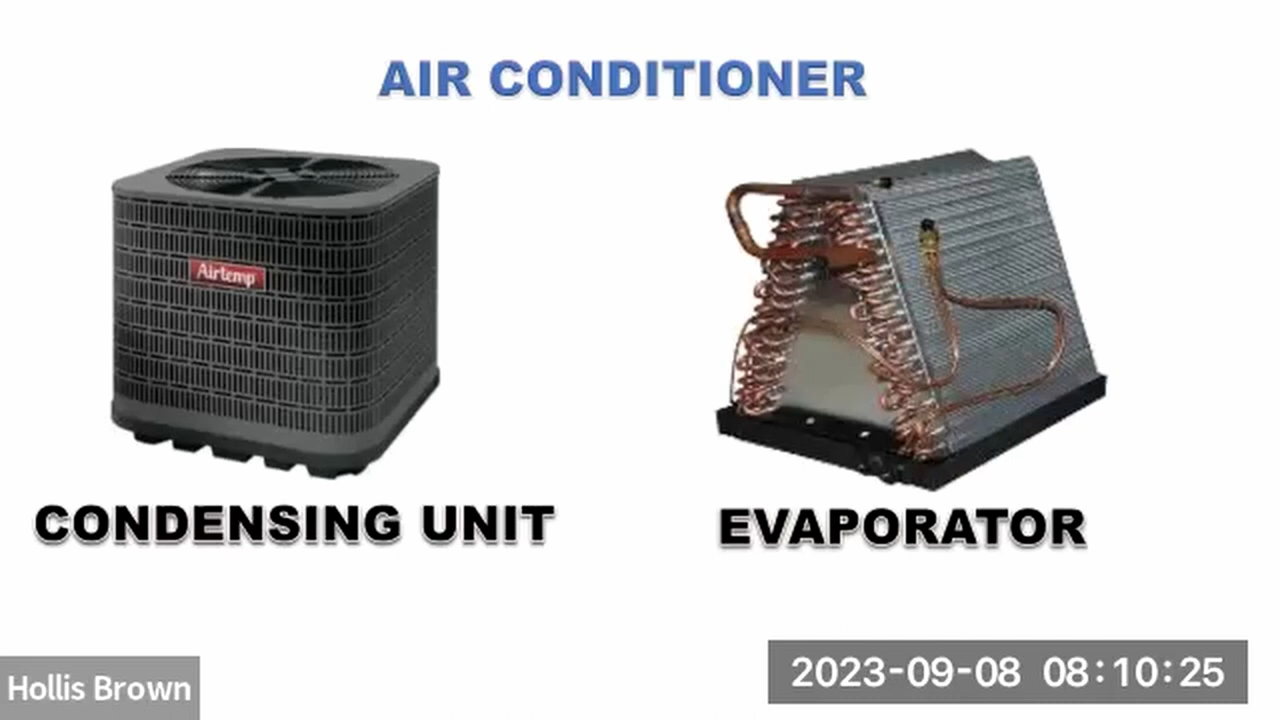 AIR CONDITIONER
Airtemp
CONDENSING UNIT
EVAPORATOR
Hollis Brown
2023-09-08 08:10:25